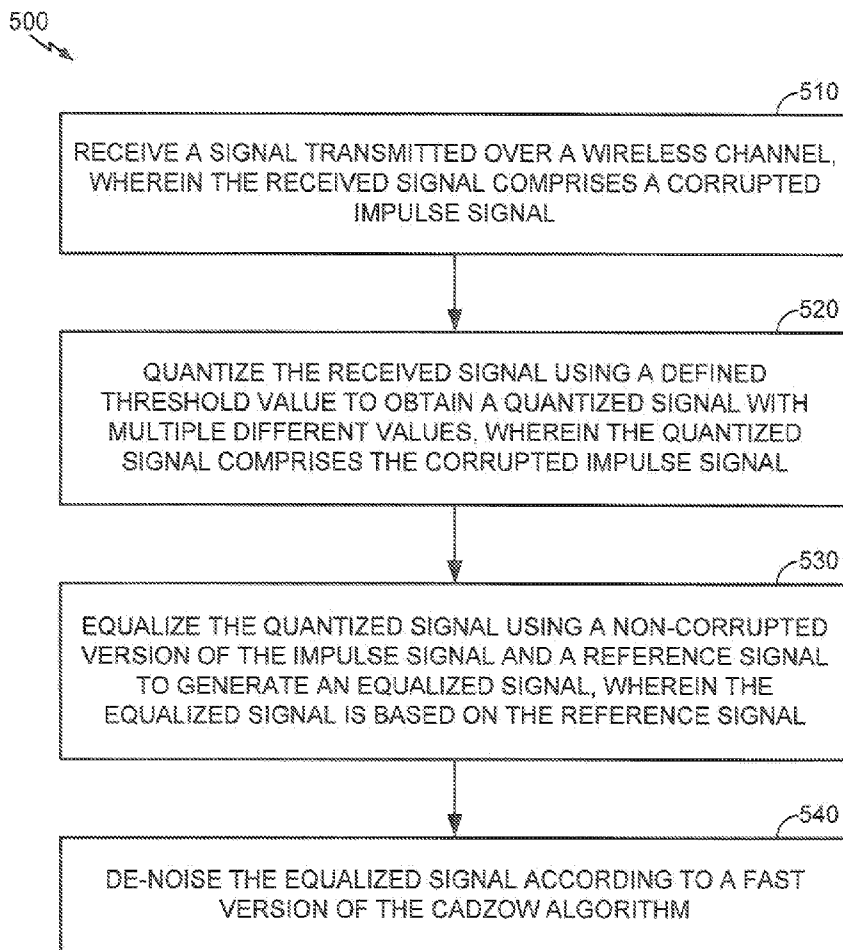 500
510
RECEIVE A SIGNAL TRANSMITTED OVER A WIRELESS CHANNEL,
WHEREIN THE RECEIVED SIGNAL COMPRISES A CORRUPTED
IMPULSE SIGNAL
520
QUANTIZE THE RECEIVED SIGNAL USING A DEFINED
THRESHOLD VALUE TO OBTAIN A QUANTIZED SIGNAL WITH
MULTIPLE DIFFERENT VALUES, WHEREIN THE QUANTIZED
SIGNAL COMPRISES THE CORRUPTED IMPULSE SIGNAL
530
EQUALIZE THE QUANTIZED SIGNAL USING A NON-CORRUPTED
VERSION OF THE IMPULSE SIGNAL AND A REFERENCE SIGNAL
TO GENERATE AN EQUALIZED SIGNAL, WHEREIN THE
EQUALIZED SIGNAL IS BASED ON THE REFERENCE SIGNAL
540
DE-NOISE THE EQUALIZED SIGNAL ACCORDING TO A FAST
VERSION OF THE CADZOW ALGORITHM